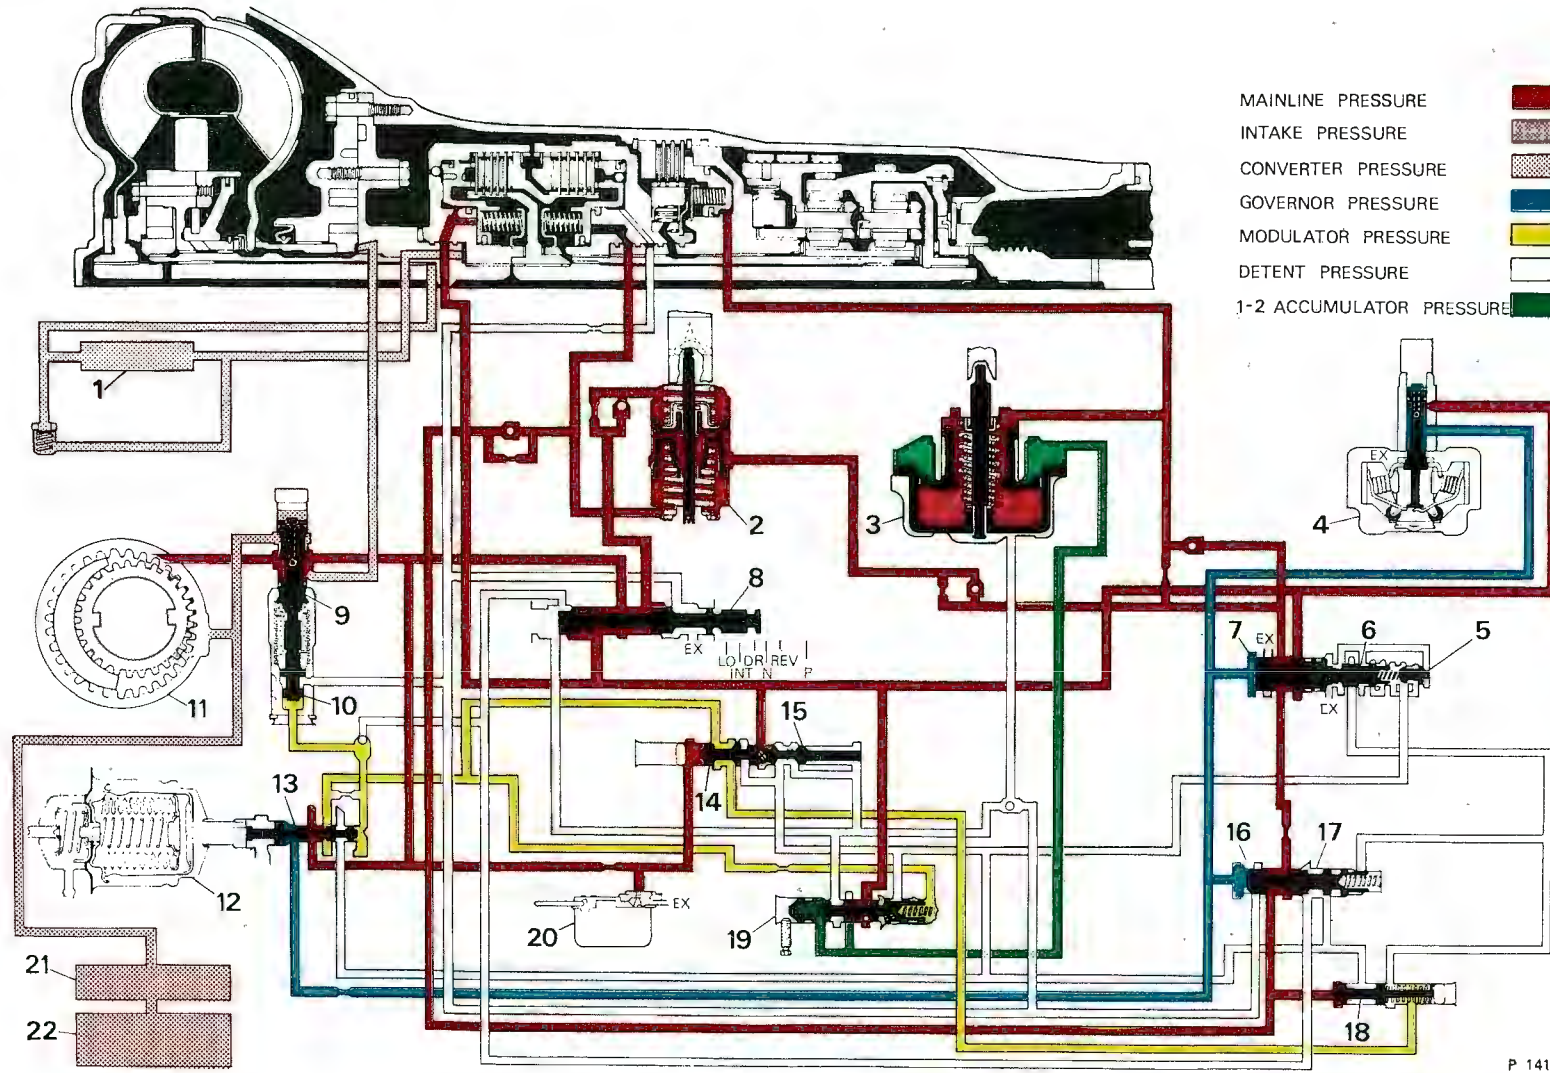 MAINLINE PRESSURE
INTAKE PRESSURE
CONVERTER PRESSURE
GOVERNOR PRESSURE
MODULATOR PRESSURE
DETENT PRESSURE
1-2 ACCUMULATOR PRESSURE
1
2
3
EX
4
8
9
EX
LO DR REV
INT N P
7
EX
6
5
EX
10
11
15
14
13
12
16
17
20
EX
19
18
21
22
P 141